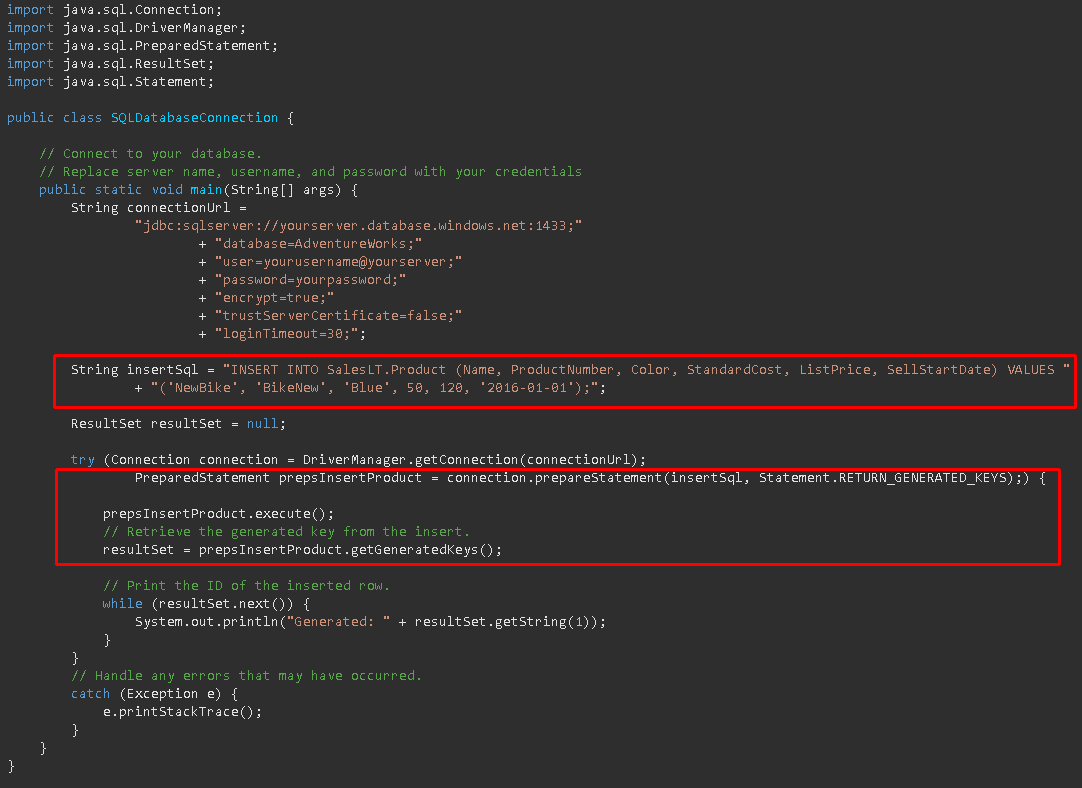 import java.sql.Connection;
import java.sql.DriverManager;
import java.sql.PreparedStatement;
import java.sql.ResultSet;
import java.sql.Statement;
public class SQLDatabaseConnection {
// Connect to your database.
// Replace server name, username, and password with your credentials
public static void main(String[] args) {
String connectionUrl =
"jdbc:sqlserver://yourserver.database.windows.net:1433;"
+ "database=AdventureWorks;"
+ "user=yourusername@yourserver;"
+ "password=yourpassword;"
+ "encrypt=true;"
+ "trustServerCertificate=false;"
+ "loginTimeout=30;";
String insertSql = "INSERT INTO SalesLT.Product (Name, ProductNumber, Color, StandardCost, ListPrice, SellStartDate) VALUES "
+ "('NewBike', 'BikeNew', 'Blue', 50, 120, '2016-01-01');";
ResultSet resultSet = null;
try (Connection connection = DriverManager.getConnection(connectionUrl);
PreparedStatement prepsInsertProduct = connection.prepareStatement(insertSql, Statement.RETURN_GENERATED_KEYS);) {
prepsInsertProduct.execute();
// Retrieve the generated key from the insert.
resultSet = prepsInsertProduct.getGeneratedKeys();
// Print the ID of the inserted row.
while (resultSet.next()) {
System.out.println("Generated: " + resultSet.getString(1));
}
}
// Handle any errors that may have occurred.
catch (Exception e) {
e.printStackTrace();
}
}
}